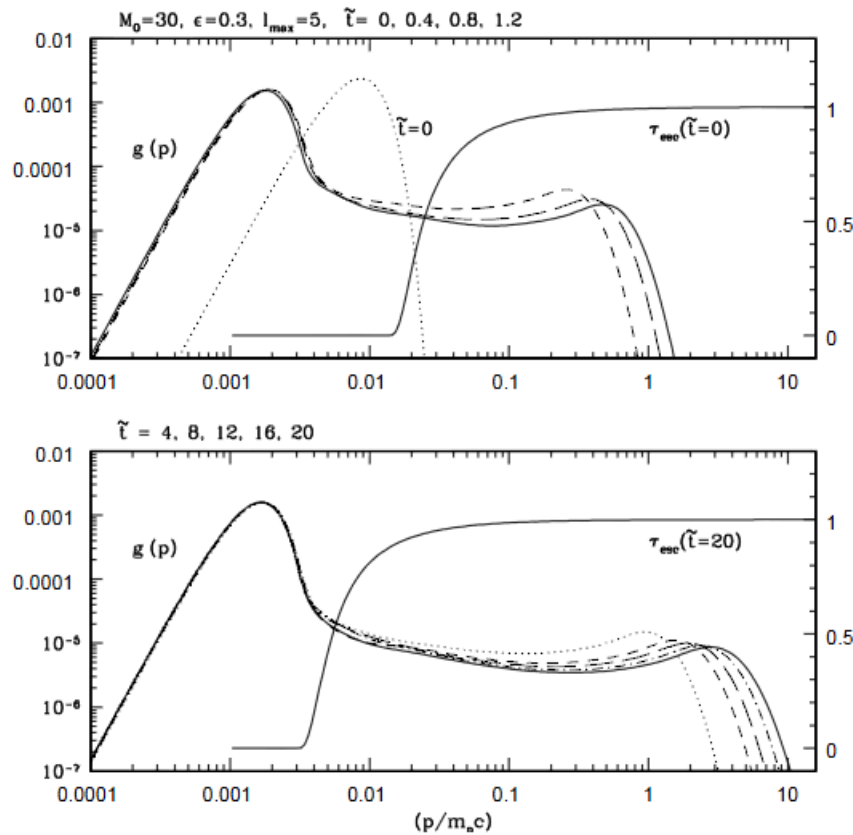 M₀=30, ϵ=0.3, l_max=5, t̃= 0, 0.4, 0.8, 1.2
0.01
0.001
0.0001
10⁻⁵
10⁻⁶
10⁻⁷
g (p)
t̃=0
τ_esc(t̃=0)
1
0.5
0
0.0001 0.001 0.01 0.1 1 10
t̃ = 4, 8, 12, 16, 20
0.01
0.001
0.0001
10⁻⁵
10⁻⁶
10⁻⁷
g (p)
τ_esc(t̃=20)
1
0.5
0
0.0001 0.001 0.01 0.1 1 10
(p/mₚc)